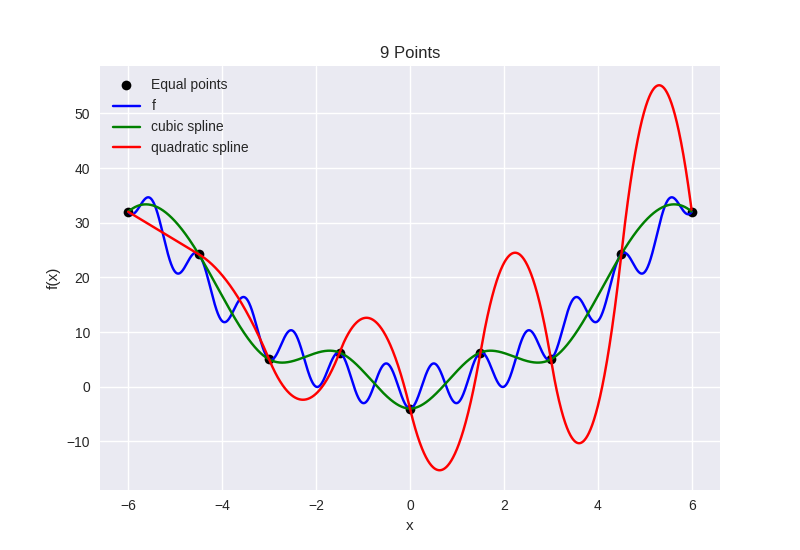 9 Points
Equal points
f
cubic spline
quadratic spline
50
40
30
20
10
0
−10
f(x)
−6 −4 −2 0 2 4 6
x